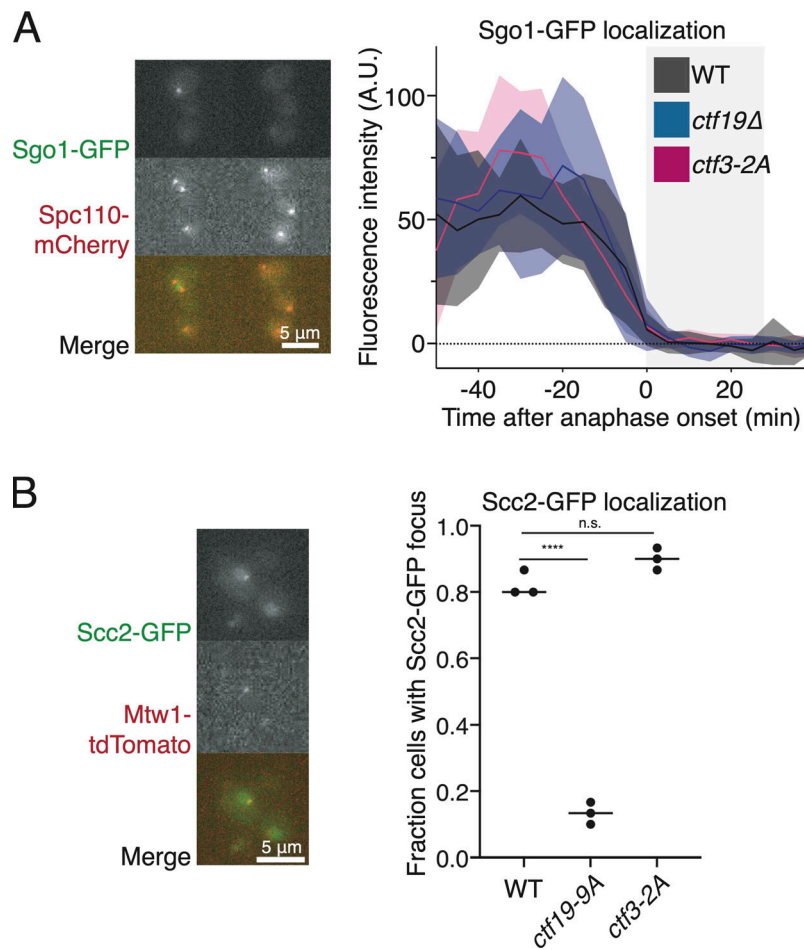 A
Sgo1-GFP
Spc110-
mCherry
Merge
5 μm
Sgo1-GFP localization
Fluorescence intensity (A.U.)
100
50
0
WT
ctf19Δ
ctf3-2A
-40
-20
0
20
Time after anaphase onset (min)
B
Scc2-GFP
Mtw1-
tdTomato
Merge
5 μm
Scc2-GFP localization
Fraction cells with Scc2-GFP focus
1.0
0.8
0.6
0.4
0.2
0.0
n.s.
****
WT
ctf19-9A
ctf3-2A